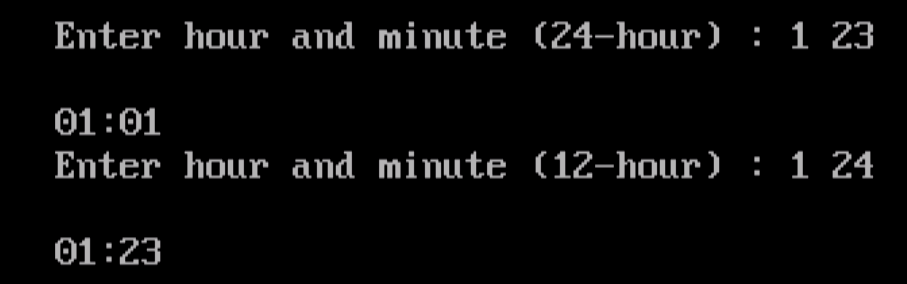 Enter hour and minute (24-hour) : 1 23
01:01
Enter hour and minute (12-hour) : 1 24
01:23